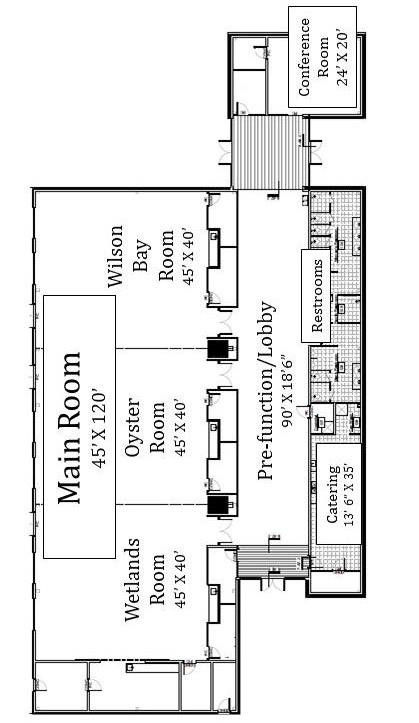 Conference
Room
24' X 20'
Wilson
Bay
Room
45' X 40'
Restrooms
Main Room
45' X 120'
Oyster
Room
45' X 40'
Pre-function/Lobby
90' X 18'6"
Catering
13' 6" X 35'
Wetlands
Room
45' X 40'